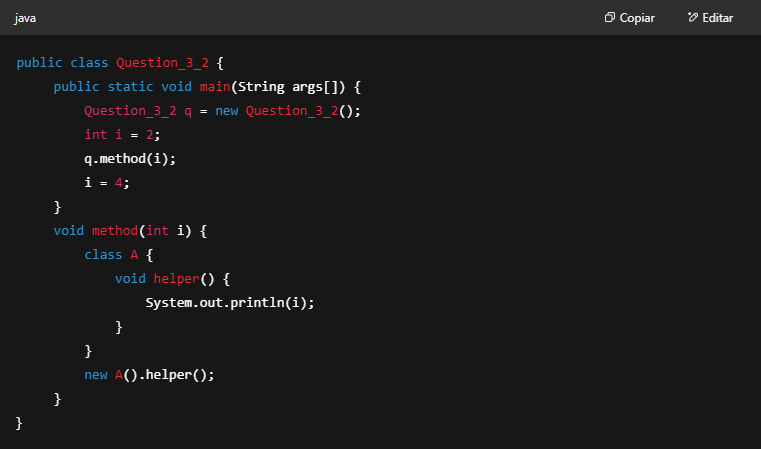 java Copiar Editar
public class Question_3_2 {
public static void main(String args[]) {
Question_3_2 q = new Question_3_2();
int i = 2;
q.method(i);
i = 4;
}
void method(int i) {
class A {
void helper() {
System.out.println(i);
}
}
new A().helper();
}
}